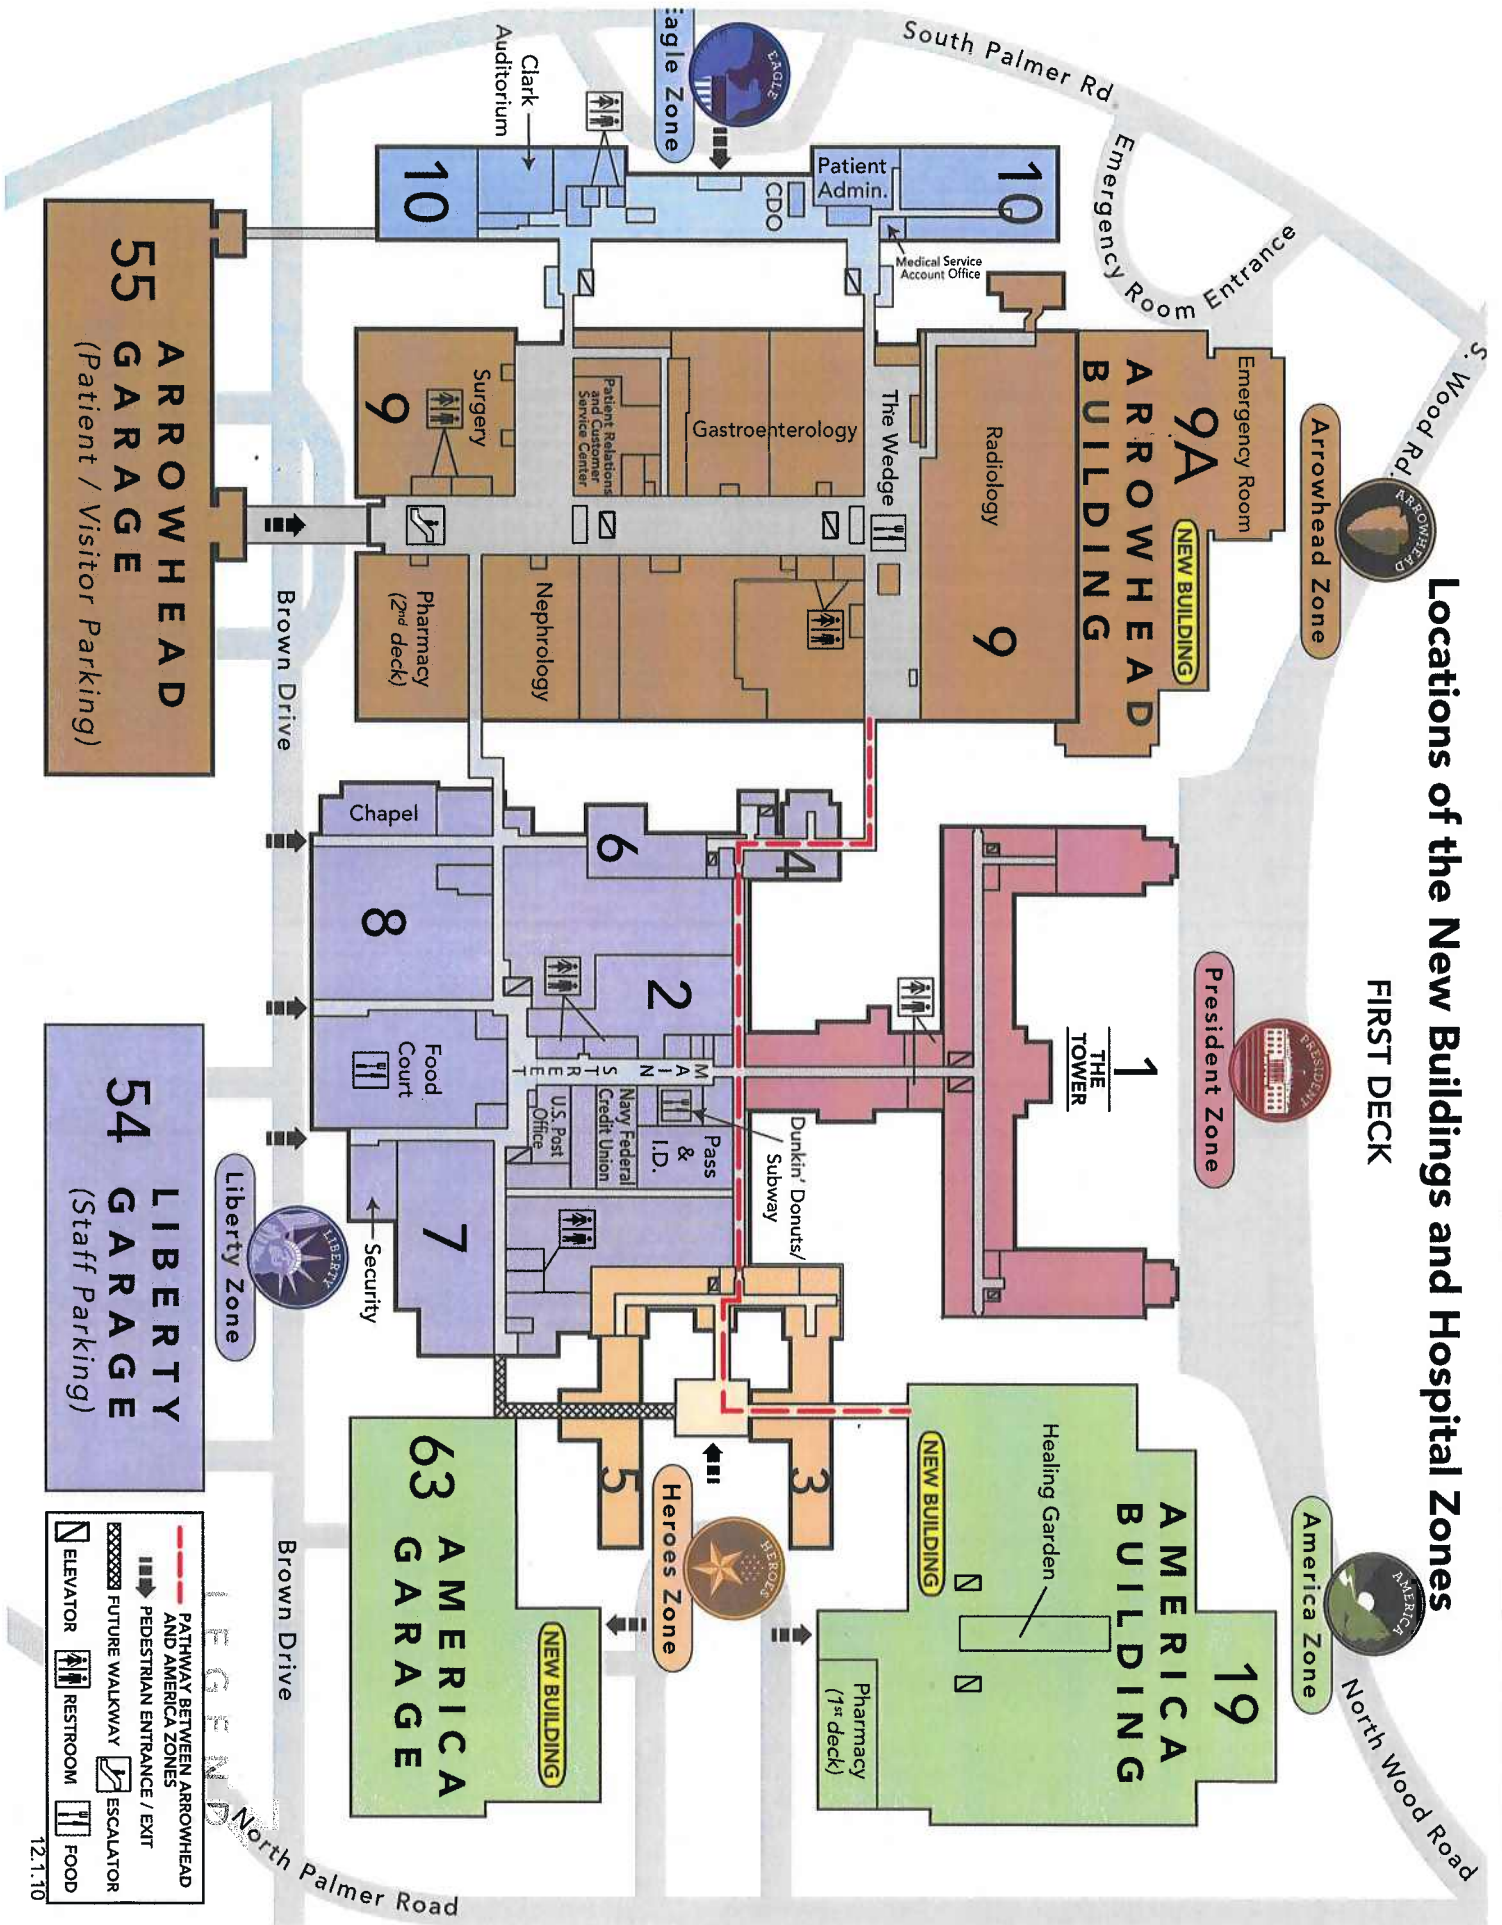 Locations of the New Buildings and Hospital Zones
FIRST DECK
South Palmer Rd.
Emergency Room Entrance
S. Wood Rd.
ARROWHEAD
Arrowhead Zone
PRESIDENT
President Zone
AMERICA
America Zone
North Wood Road
EAGLE
Eagle Zone
10
Patient
Admin.
CDO
Medical Service
Account Office
Clark
Auditorium
10
Emergency Room
9A
NEW BUILDING
ARROWHEAD
BUILDING
Radiology
9
The Wedge
Gastroenterology
Patient Relations
and Customer
Service Center
Surgery
9
Nephrology
Pharmacy
(2nd deck)
55
ARROWHEAD
GARAGE
(Patient / Visitor Parking)
Brown Drive
1
THE
TOWER
4
6
Chapel
8
2
MAIN STREET
Food
Court
Dunkin' Donuts/
Subway
Pass
&
I.D.
Navy Federal
Credit Union
U.S. Post
Office
7
Security
LIBERTY
Liberty Zone
54
LIBERTY
GARAGE
(Staff Parking)
3
5
HEROES
Heroes Zone
19
AMERICA
BUILDING
Healing Garden
NEW BUILDING
Pharmacy
(1st deck)
63
AMERICA
GARAGE
NEW BUILDING
Brown Drive
North Palmer Road
LEGEND
PATHWAY BETWEEN ARROWHEAD
AND AMERICA ZONES
PEDESTRIAN ENTRANCE / EXIT
FUTURE WALKWAY
ESCALATOR
ELEVATOR
RESTROOM
FOOD
12.1.10